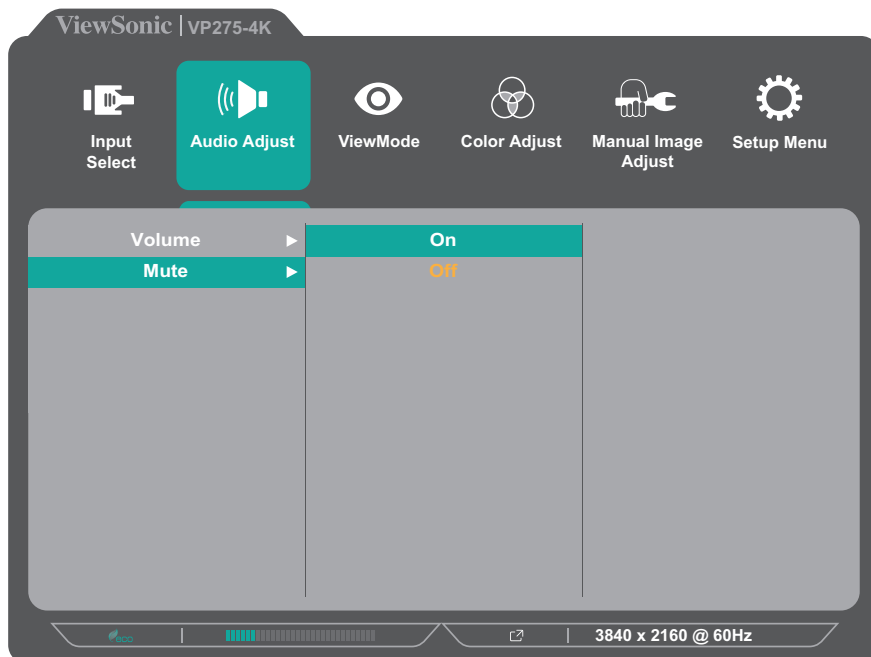 ViewSonic | VP275-4K
Input
Select
Audio Adjust
ViewMode
Color Adjust
Manual Image
Adjust
Setup Menu
Volume
On
Mute
Off
eco
3840 x 2160 @ 60Hz